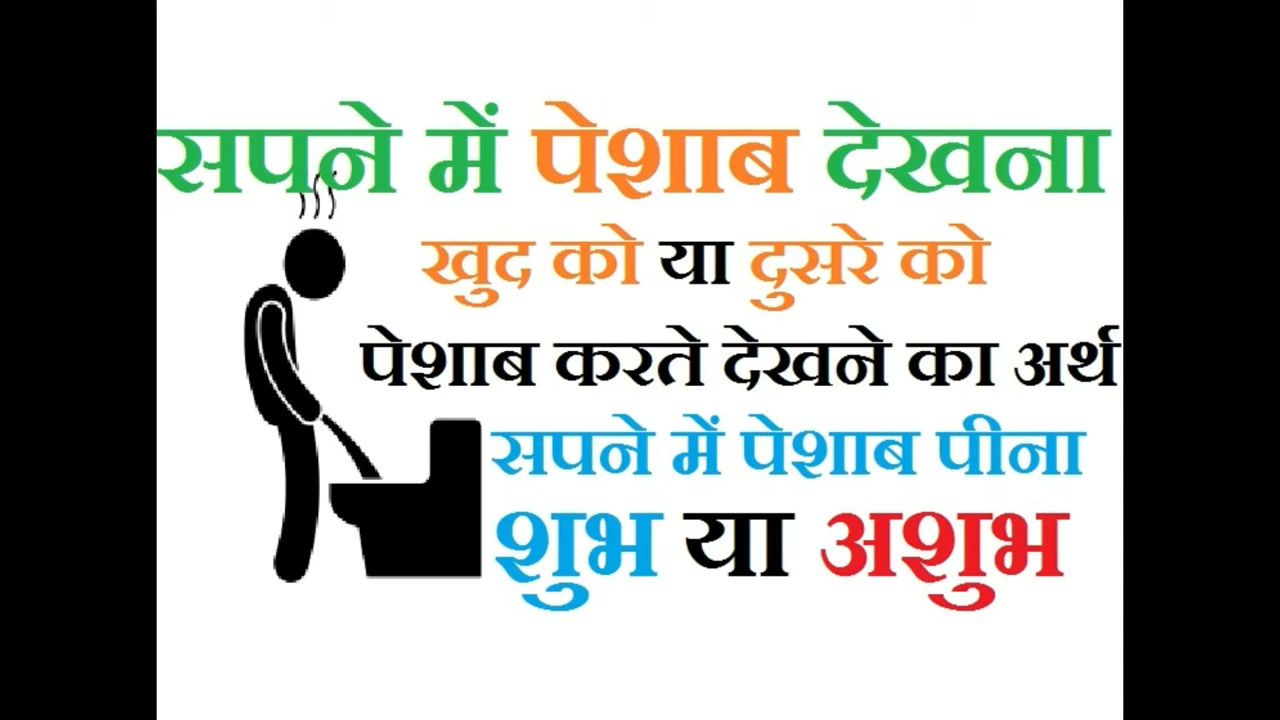 सपने में पेशाब देखना
खुद को या दुसरे को
पेशाब करते देखने का अर्थ
सपने में पेशाब पीना
शुभ या अशुभ